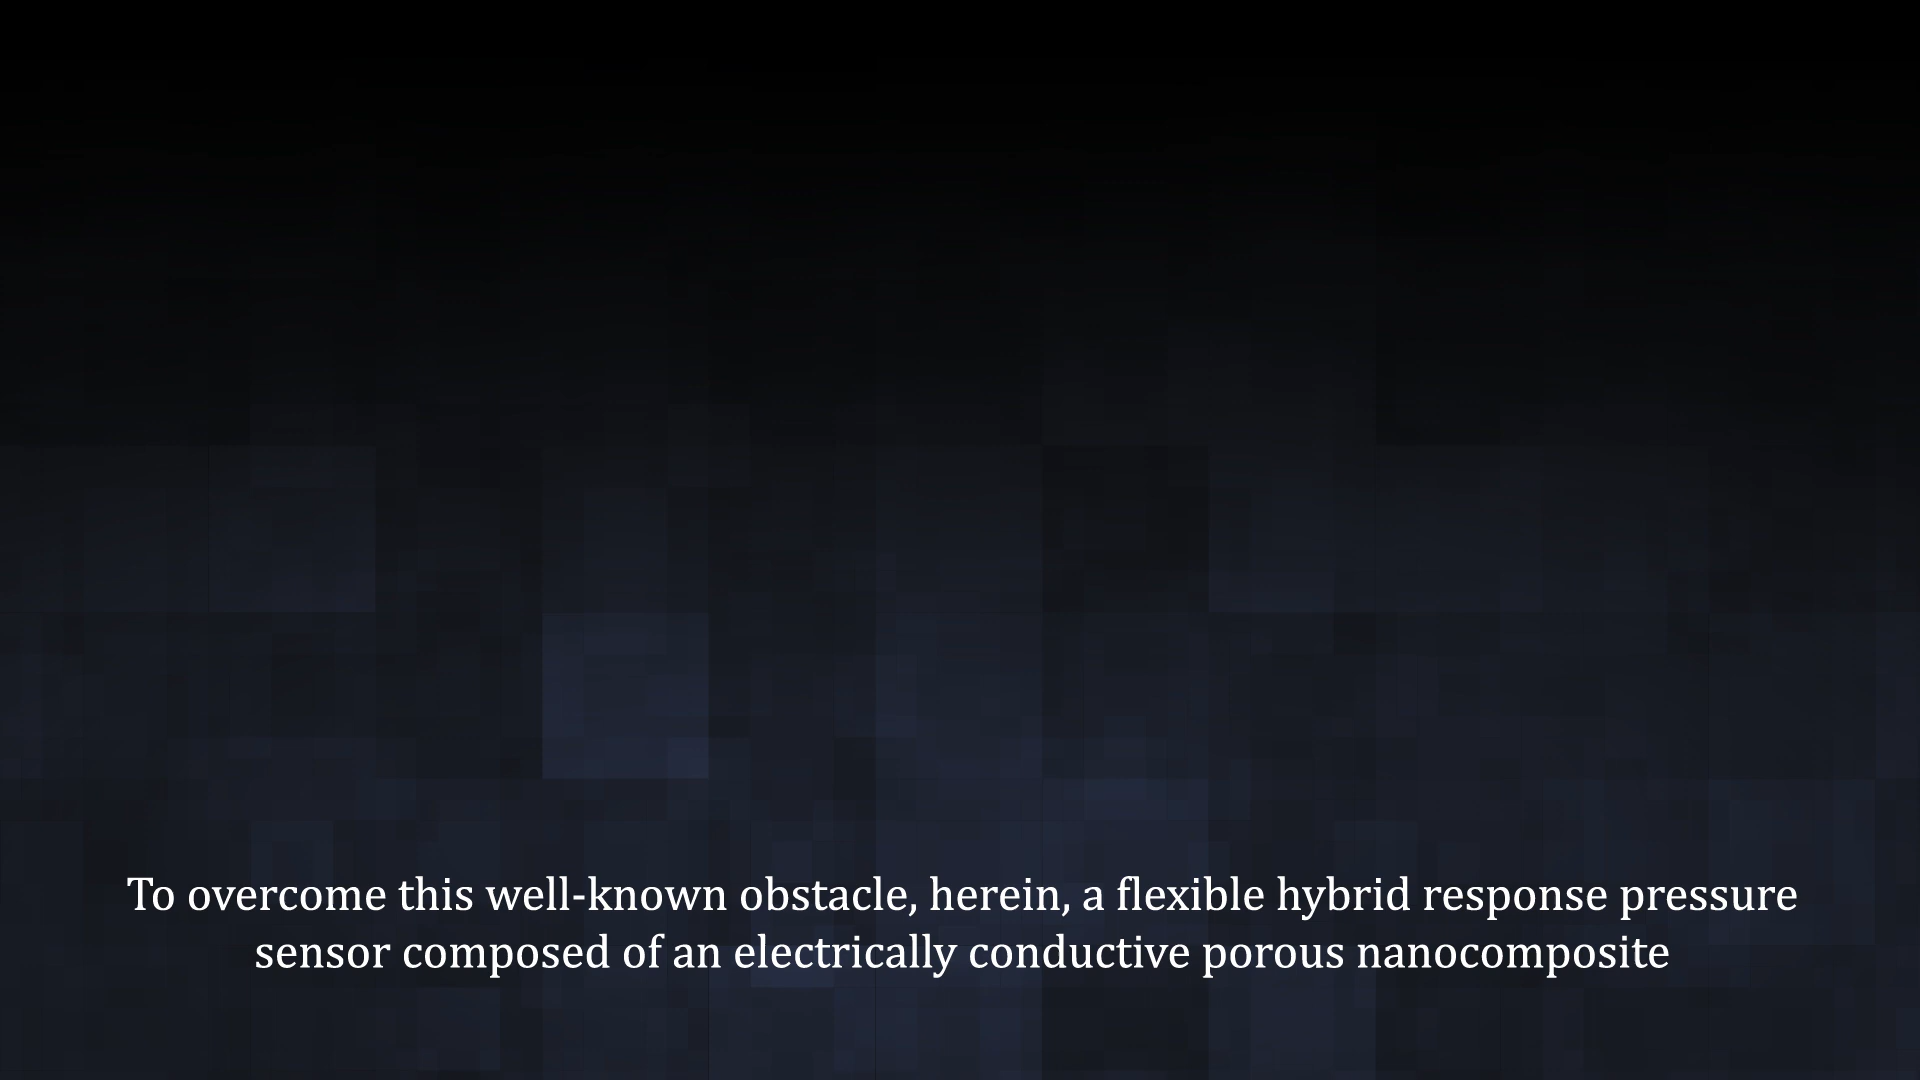 To overcome this well-known obstacle, herein, a flexible hybrid response pressure
sensor composed of an electrically conductive porous nanocomposite